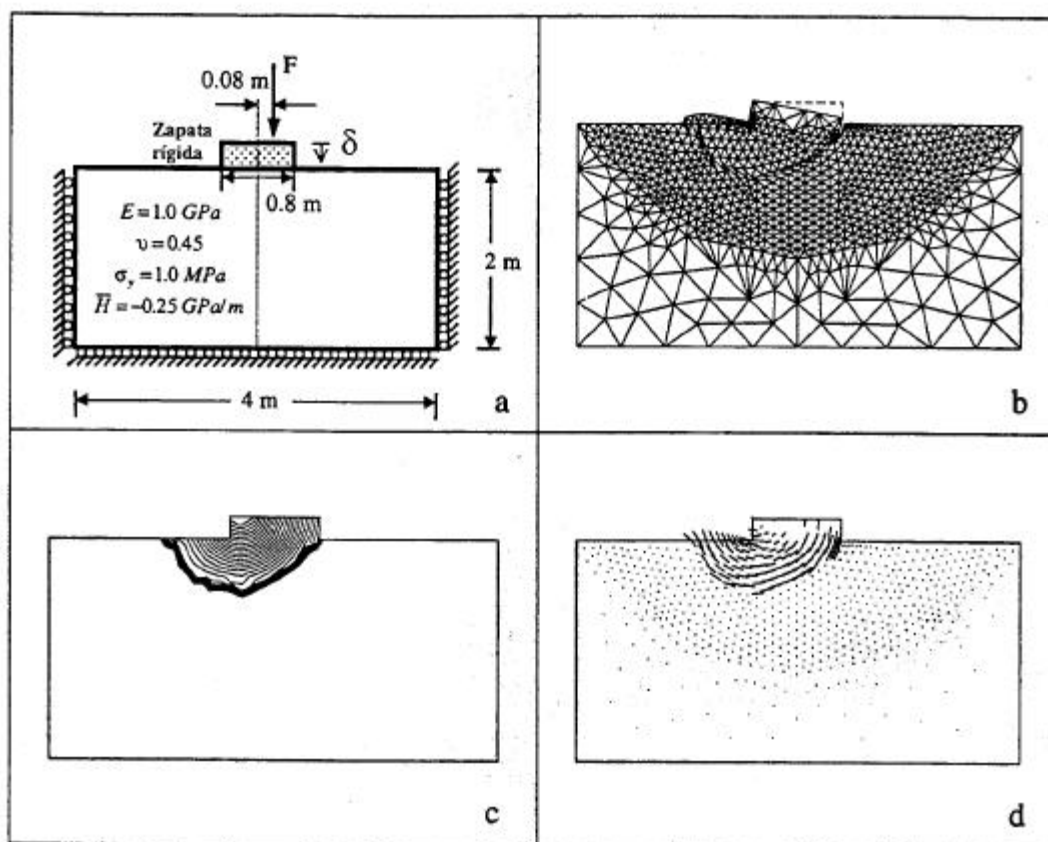 F
0.08 m
Zapata
rígida
δ
0.8 m
E = 1.0 GPa
υ = 0.45
σ_y = 1.0 MPa
H̅ = −0.25 GPa/m
2 m
4 m
a
b
c
d